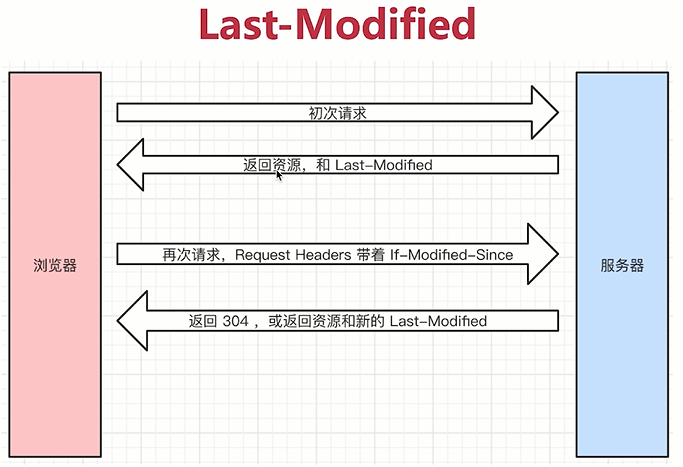 Last-Modified
初次请求
返回资源，和 Last-Modified
浏览器
再次请求，Request Headers 带着 If-Modified-Since
服务器
返回 304 ，或返回资源和新的 Last-Modified